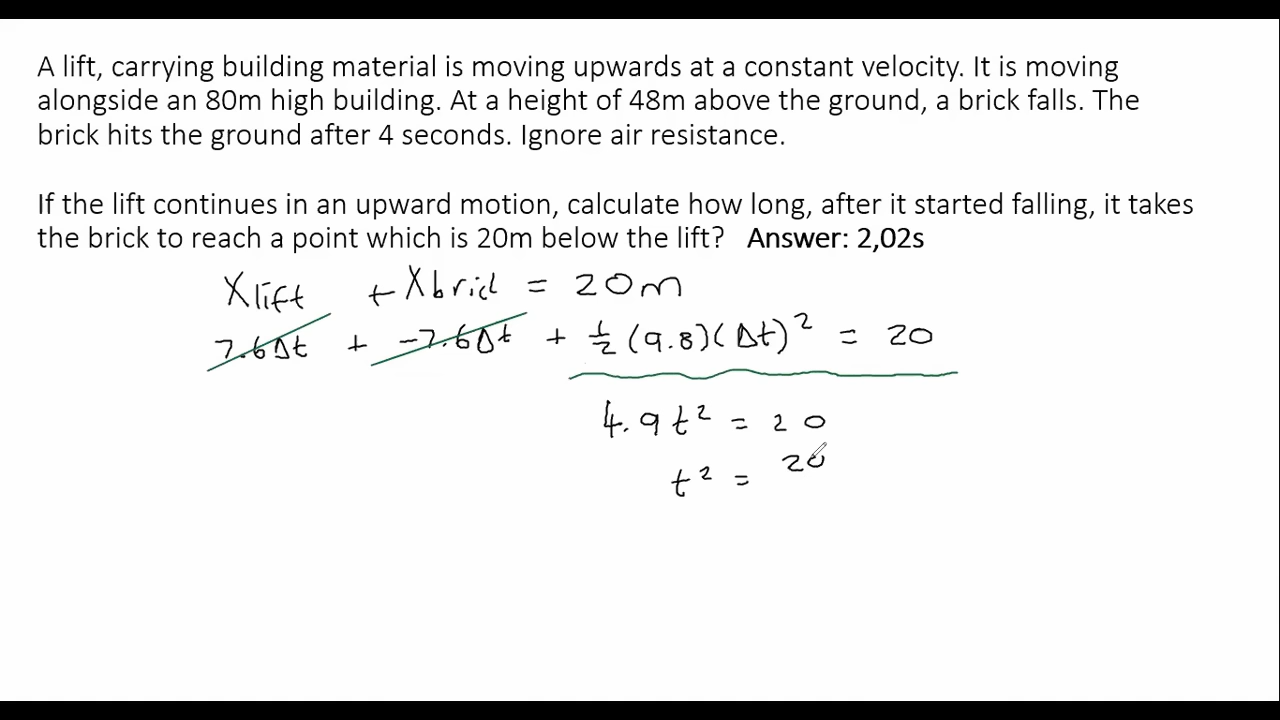 A lift, carrying building material is moving upwards at a constant velocity. It is moving
alongside an 80m high building. At a height of 48m above the ground, a brick falls. The
brick hits the ground after 4 seconds. Ignore air resistance.
If the lift continues in an upward motion, calculate how long, after it started falling, it takes
the brick to reach a point which is 20m below the lift? Answer: 2,02s
Xlift + Xbrick = 20m
7.6Δt + -7.6Δt + 1/2 (9.8)(Δt)² = 20
4.9t² = 20
t² = 20